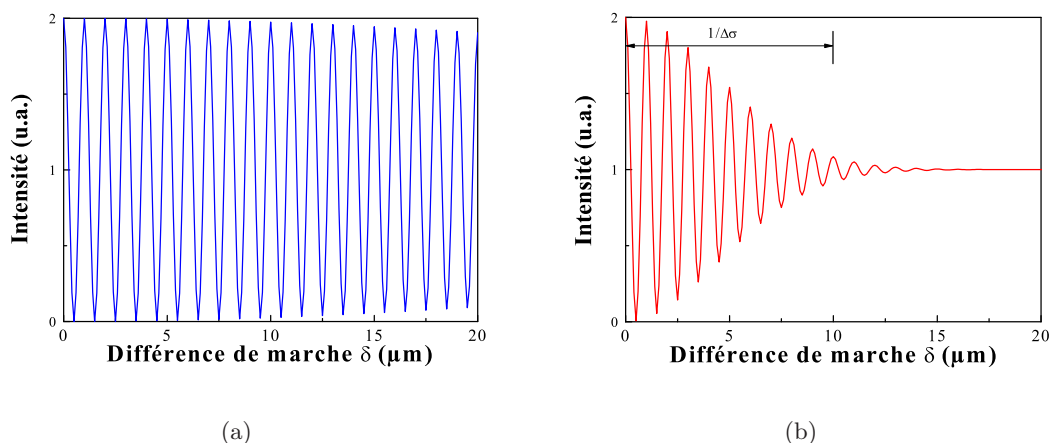 2
1
0
0 5 10 15 20
Intensité (u.a.)
Différence de marche δ (µm)
(a)
2
1
0
0 5 10 15 20
1/Δσ
Intensité (u.a.)
Différence de marche δ (µm)
(b)